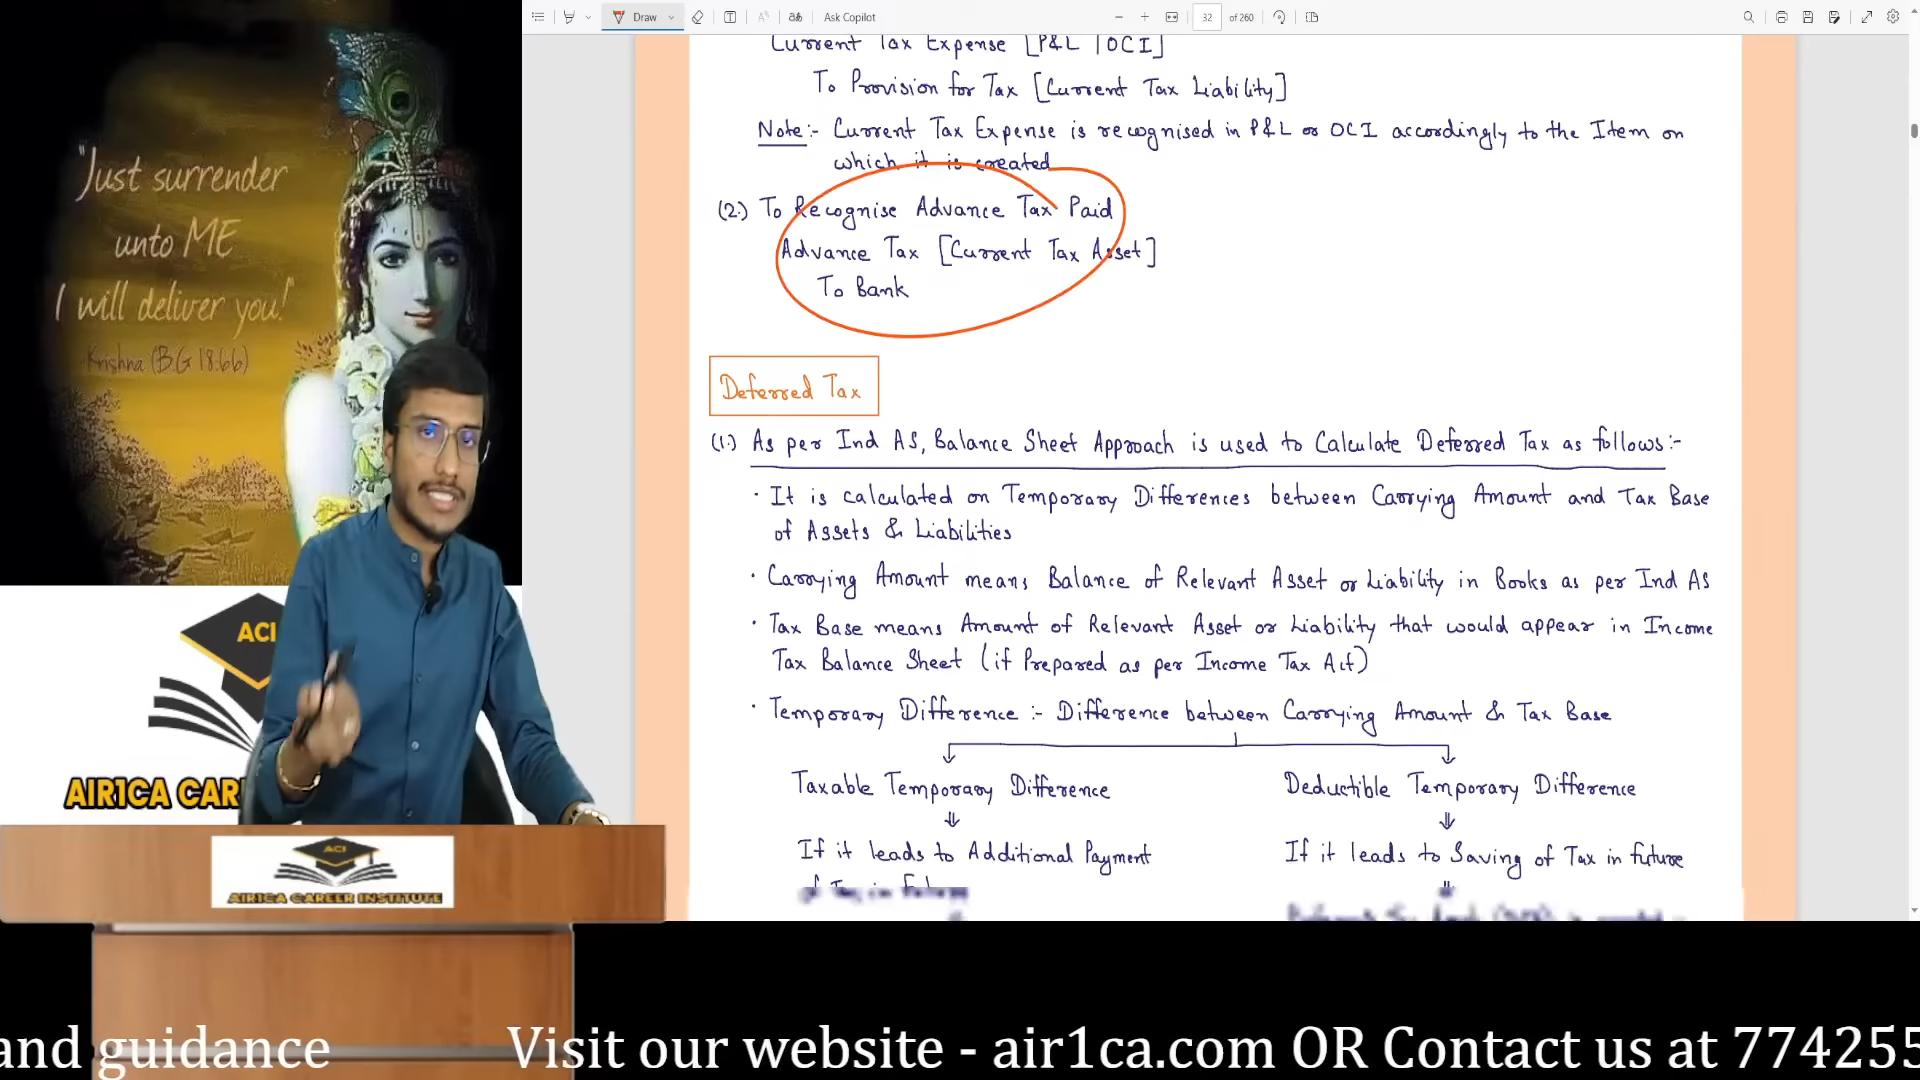 Draw
Ask Copilot
32
of 260
"Just surrender
unto ME
I will deliver you!"
Krishna (B.G 18:66)
ACI
AIR1CA CAR
ACI
AIR1CA CAREER INSTITUTE
Current Tax Expense [P&L | OCI]
To Provision for Tax [Current Tax Liability]
Note:- Current Tax Expense is recognised in P&L or OCI accordingly to the Item on
which it is created
(2.) To Recognise Advance Tax Paid
Advance Tax [Current Tax Asset]
To Bank
Deferred Tax
(1.) As per Ind AS, Balance Sheet Approach is used to Calculate Deferred Tax as follows:-
· It is calculated on Temporary Differences between Carrying Amount and Tax Base
of Assets & Liabilities
· Carrying Amount means Balance of Relevant Asset or Liability in Books as per Ind AS
· Tax Base means Amount of Relevant Asset or Liability that would appear in Income
Tax Balance Sheet (if Prepared as per Income Tax Act)
· Temporary Difference :- Difference between Carrying Amount & Tax Base
Taxable Temporary Difference
Deductible Temporary Difference
If it leads to Additional Payment
If it leads to Saving of Tax in future
and guidance
Visit our website - air1ca.com OR Contact us at 774255